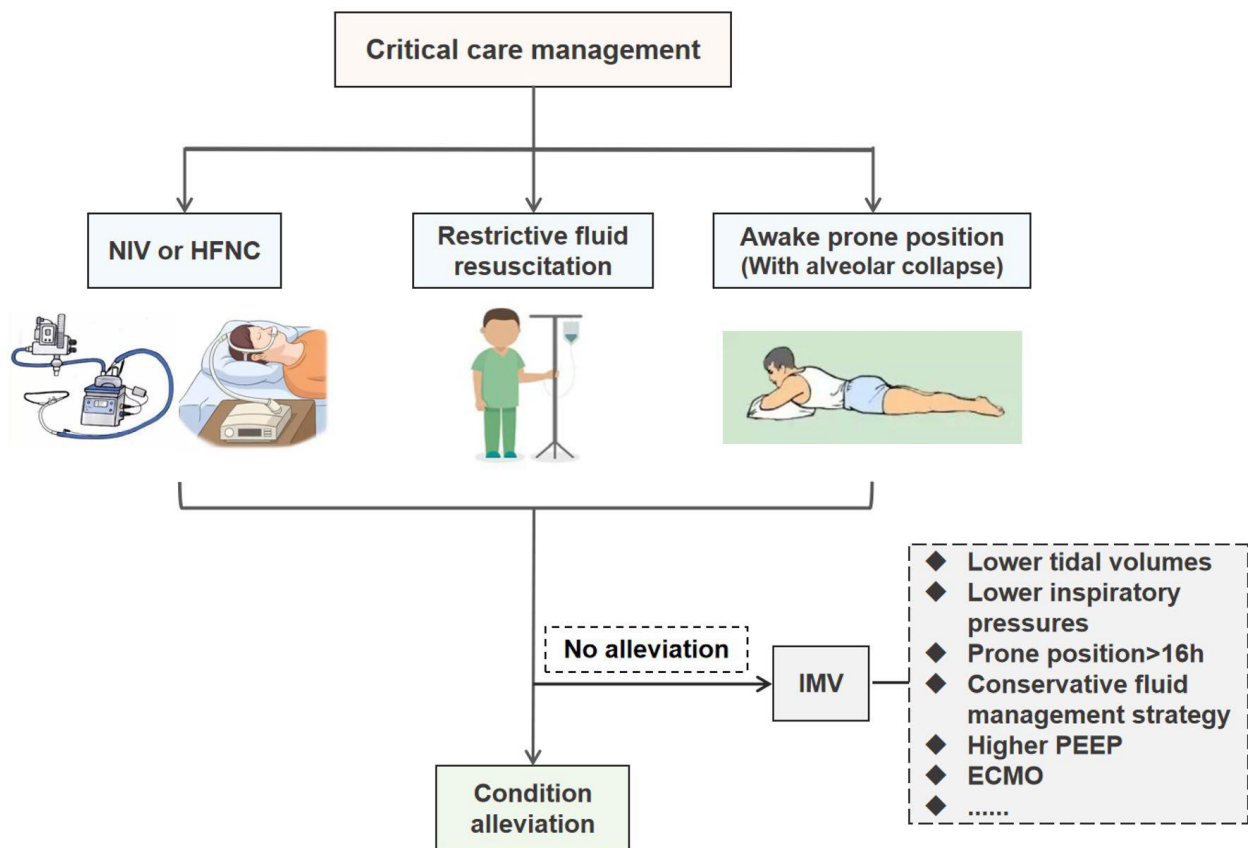 Critical care management
NIV or HFNC
Restrictive fluid
resuscitation
Awake prone position
(With alveolar collapse)
No alleviation
IMV
◆ Lower tidal volumes
◆ Lower inspiratory
pressures
◆ Prone position>16h
◆ Conservative fluid
management strategy
◆ Higher PEEP
◆ ECMO
◆ ......
Condition
alleviation